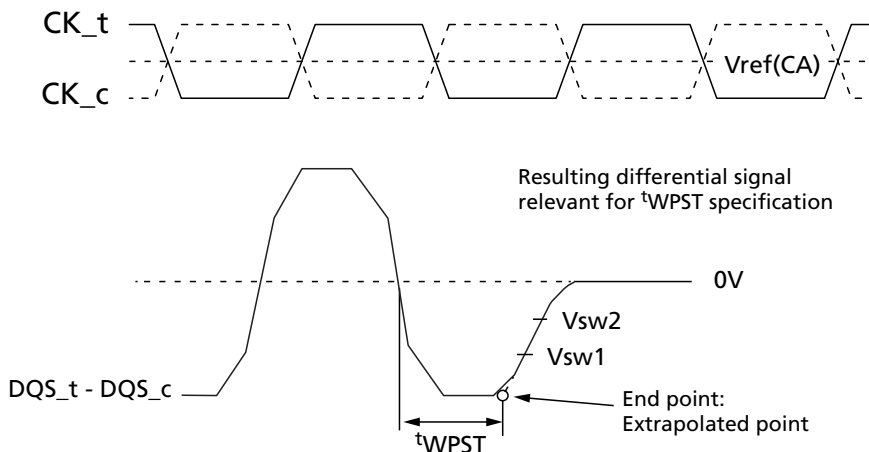 CK_t
Vref(CA)
CK_c
Resulting differential signal
relevant for tWPST specification
0V
Vsw2
Vsw1
DQS_t - DQS_c
End point:
Extrapolated point
tWPST